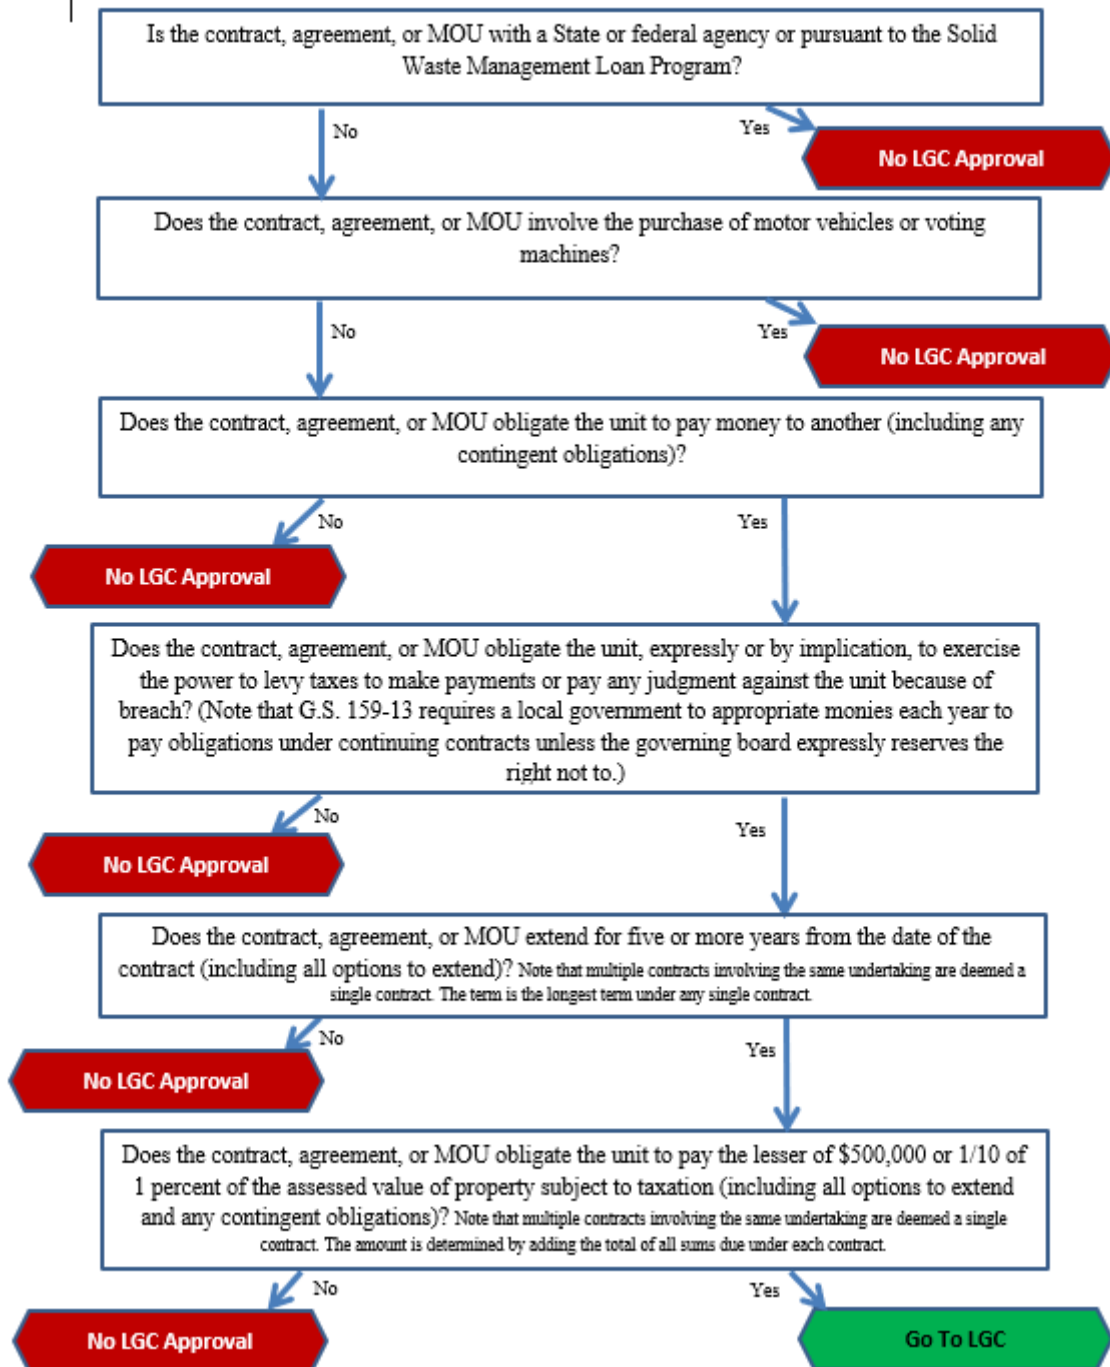 Is the contract, agreement, or MOU with a State or federal agency or pursuant to the Solid
Waste Management Loan Program?
No
Yes
No LGC Approval
Does the contract, agreement, or MOU involve the purchase of motor vehicles or voting
machines?
No
Yes
No LGC Approval
Does the contract, agreement, or MOU obligate the unit to pay money to another (including any
contingent obligations)?
No
Yes
No LGC Approval
Does the contract, agreement, or MOU obligate the unit, expressly or by implication, to exercise
the power to levy taxes to make payments or pay any judgment against the unit because of
breach? (Note that G.S. 159-13 requires a local government to appropriate monies each year to
pay obligations under continuing contracts unless the governing board expressly reserves the
right not to.)
No
Yes
No LGC Approval
Does the contract, agreement, or MOU extend for five or more years from the date of the
contract (including all options to extend)? Note that multiple contracts involving the same undertaking are deemed a
single contract. The term is the longest term under any single contract.
No
Yes
No LGC Approval
Does the contract, agreement, or MOU obligate the unit to pay the lesser of $500,000 or 1/10 of
1 percent of the assessed value of property subject to taxation (including all options to extend
and any contingent obligations)? Note that multiple contracts involving the same undertaking are deemed a single
contract. The amount is determined by adding the total of all sums due under each contract.
No
Yes
No LGC Approval
Go To LGC